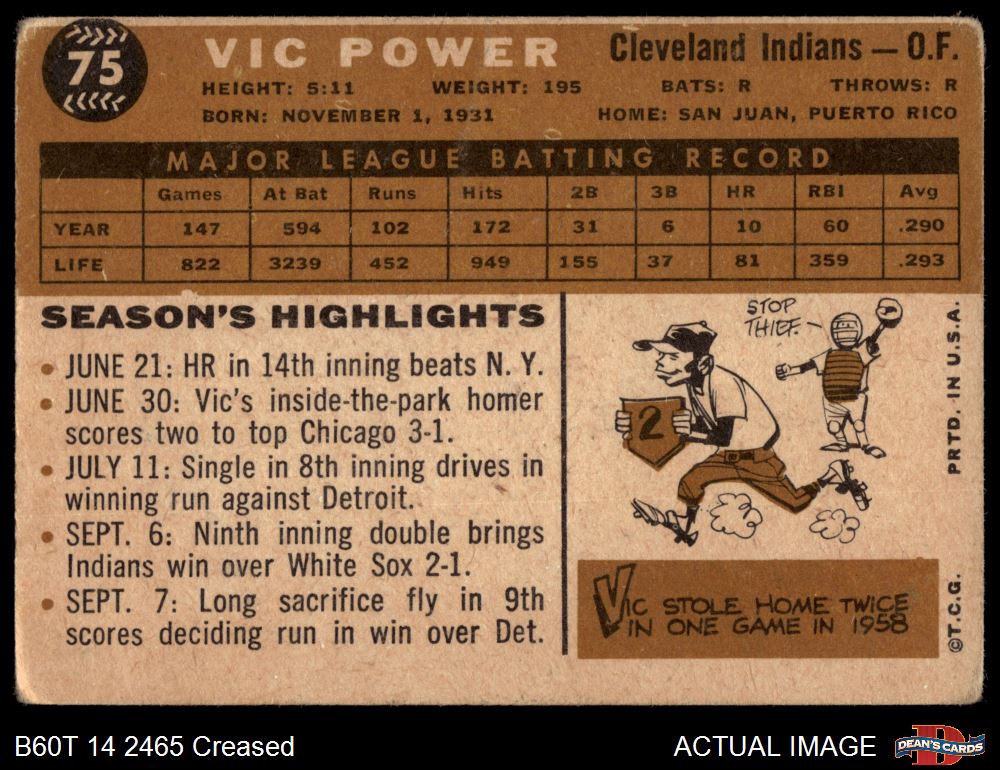 75
VIC POWER
Cleveland Indians — O.F.
HEIGHT: 5:11 WEIGHT: 195 BATS: R THROWS: R
BORN: NOVEMBER 1, 1931 HOME: SAN JUAN, PUERTO RICO
MAJOR LEAGUE BATTING RECORD
Games At Bat Runs Hits 2B 3B HR RBI Avg
YEAR 147 594 102 172 31 6 10 60 .290
LIFE 822 3239 452 949 155 37 81 359 .293
SEASON'S HIGHLIGHTS
• JUNE 21: HR in 14th inning beats N. Y.
• JUNE 30: Vic's inside-the-park homer
scores two to top Chicago 3-1.
• JULY 11: Single in 8th inning drives in
winning run against Detroit.
• SEPT. 6: Ninth inning double brings
Indians win over White Sox 2-1.
• SEPT. 7: Long sacrifice fly in 9th
scores deciding run in win over Det.
STOP
THIEF.
2
VIC STOLE HOME TWICE
IN ONE GAME IN 1958
PRTD. IN U.S.A.
©T.C.G.
B60T 14 2465 Creased
ACTUAL IMAGE
D
DEAN'S CARDS